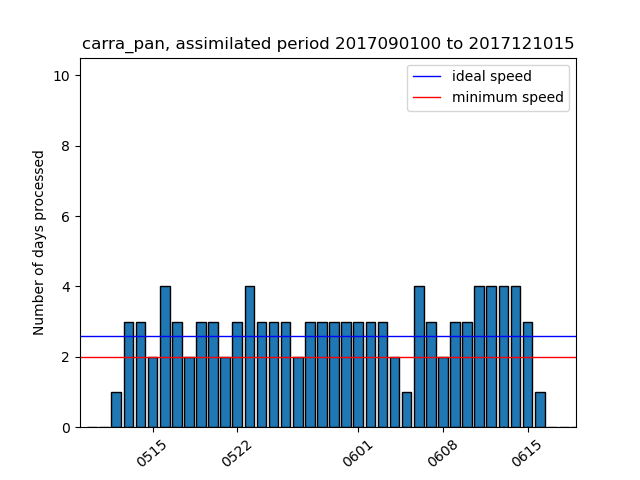 carra_pan, assimilated period 2017090100 to 2017121015
ideal speed
minimum speed
Number of days processed
10
8
6
4
2
0
0515
0522
0601
0608
0615